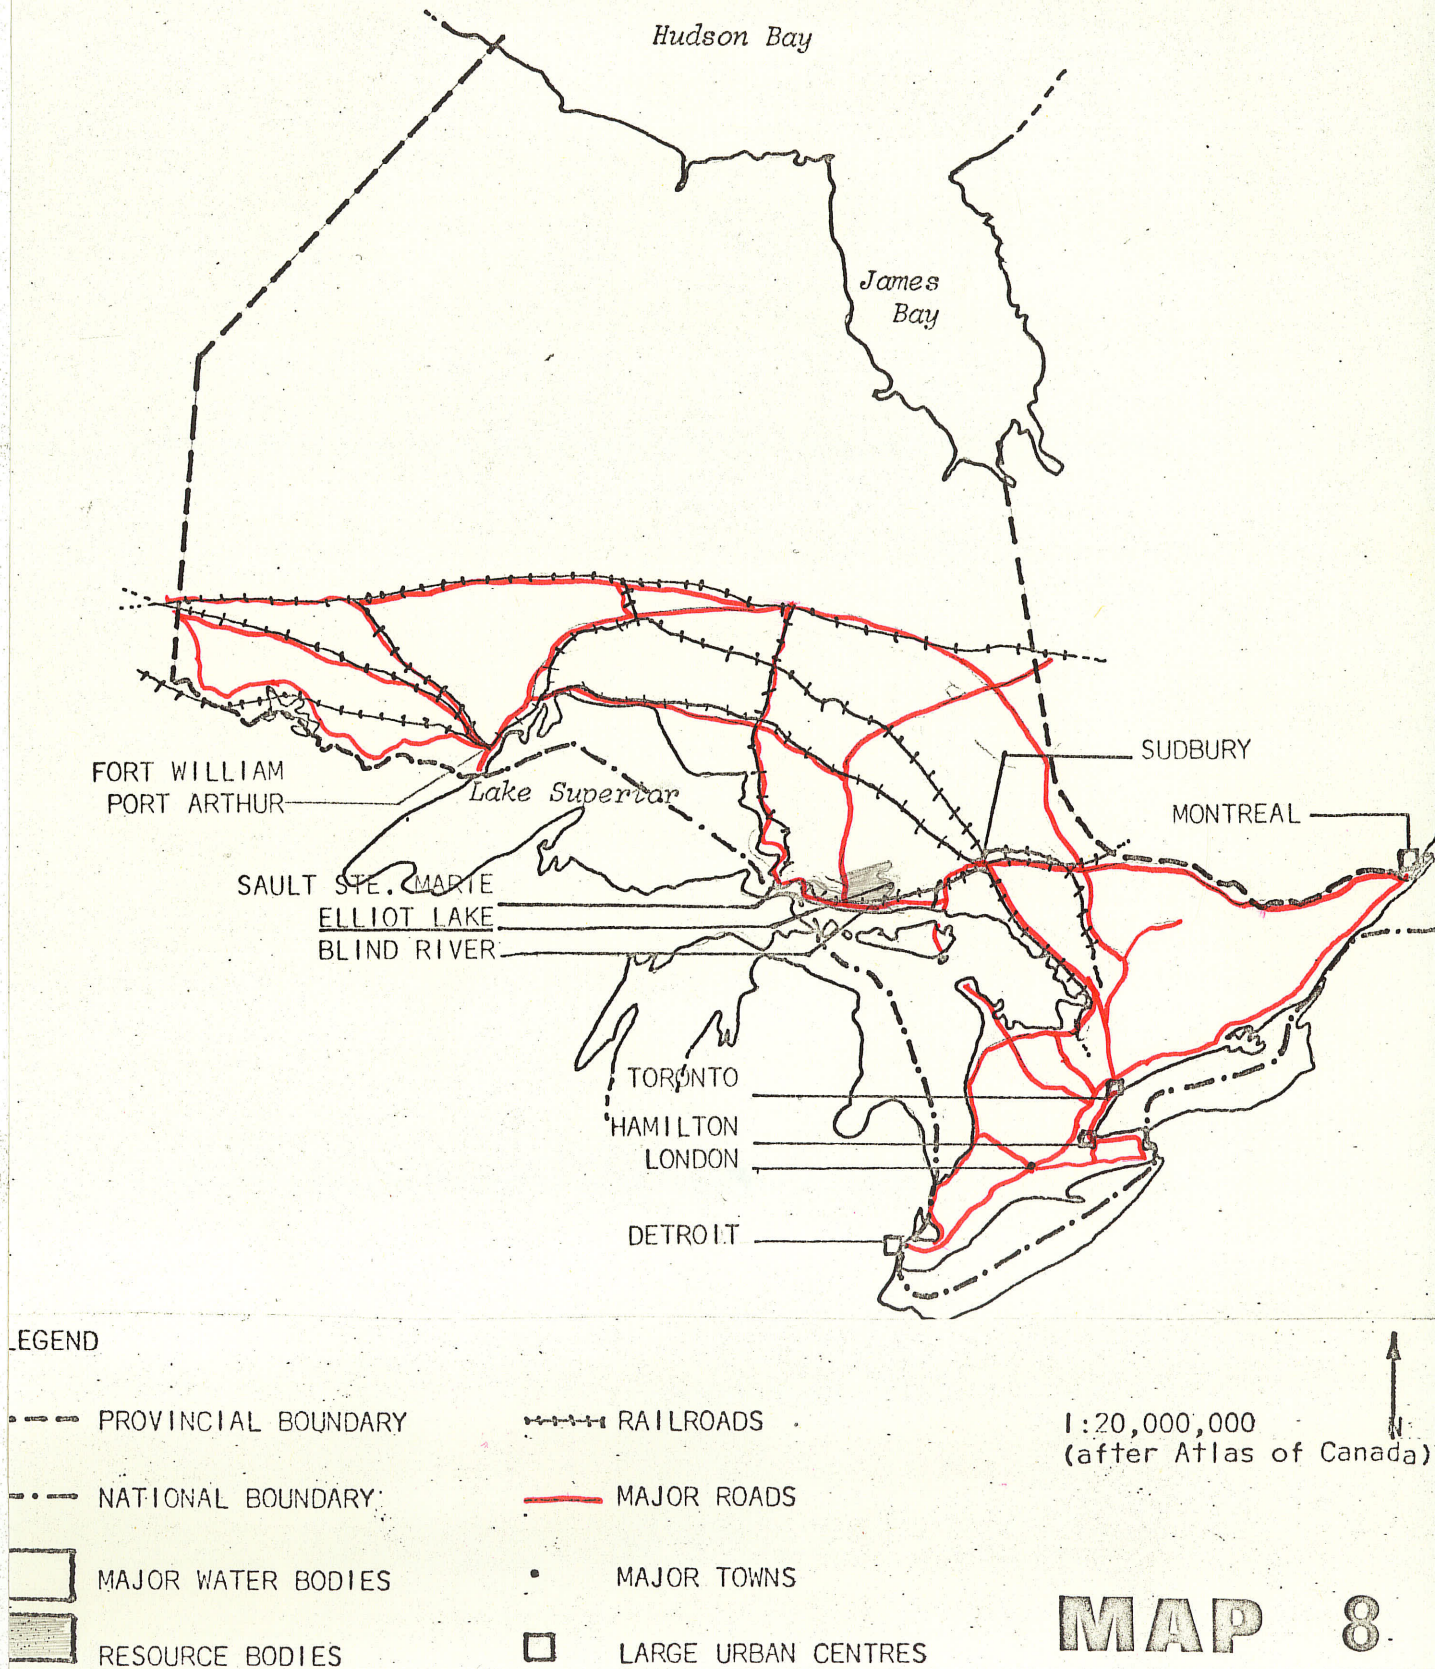 Hudson Bay
James
Bay
SUDBURY
FORT WILLIAM
PORT ARTHUR
Lake Superior
MONTREAL
SAULT STE. MARIE
ELLIOT LAKE
BLIND RIVER
TORONTO
HAMILTON
LONDON
DETROIT
LEGEND
PROVINCIAL BOUNDARY
RAILROADS
1:20,000,000
(after Atlas of Canada)
N
NATIONAL BOUNDARY
MAJOR ROADS
MAJOR WATER BODIES
MAJOR TOWNS
RESOURCE BODIES
LARGE URBAN CENTRES
MAP 8